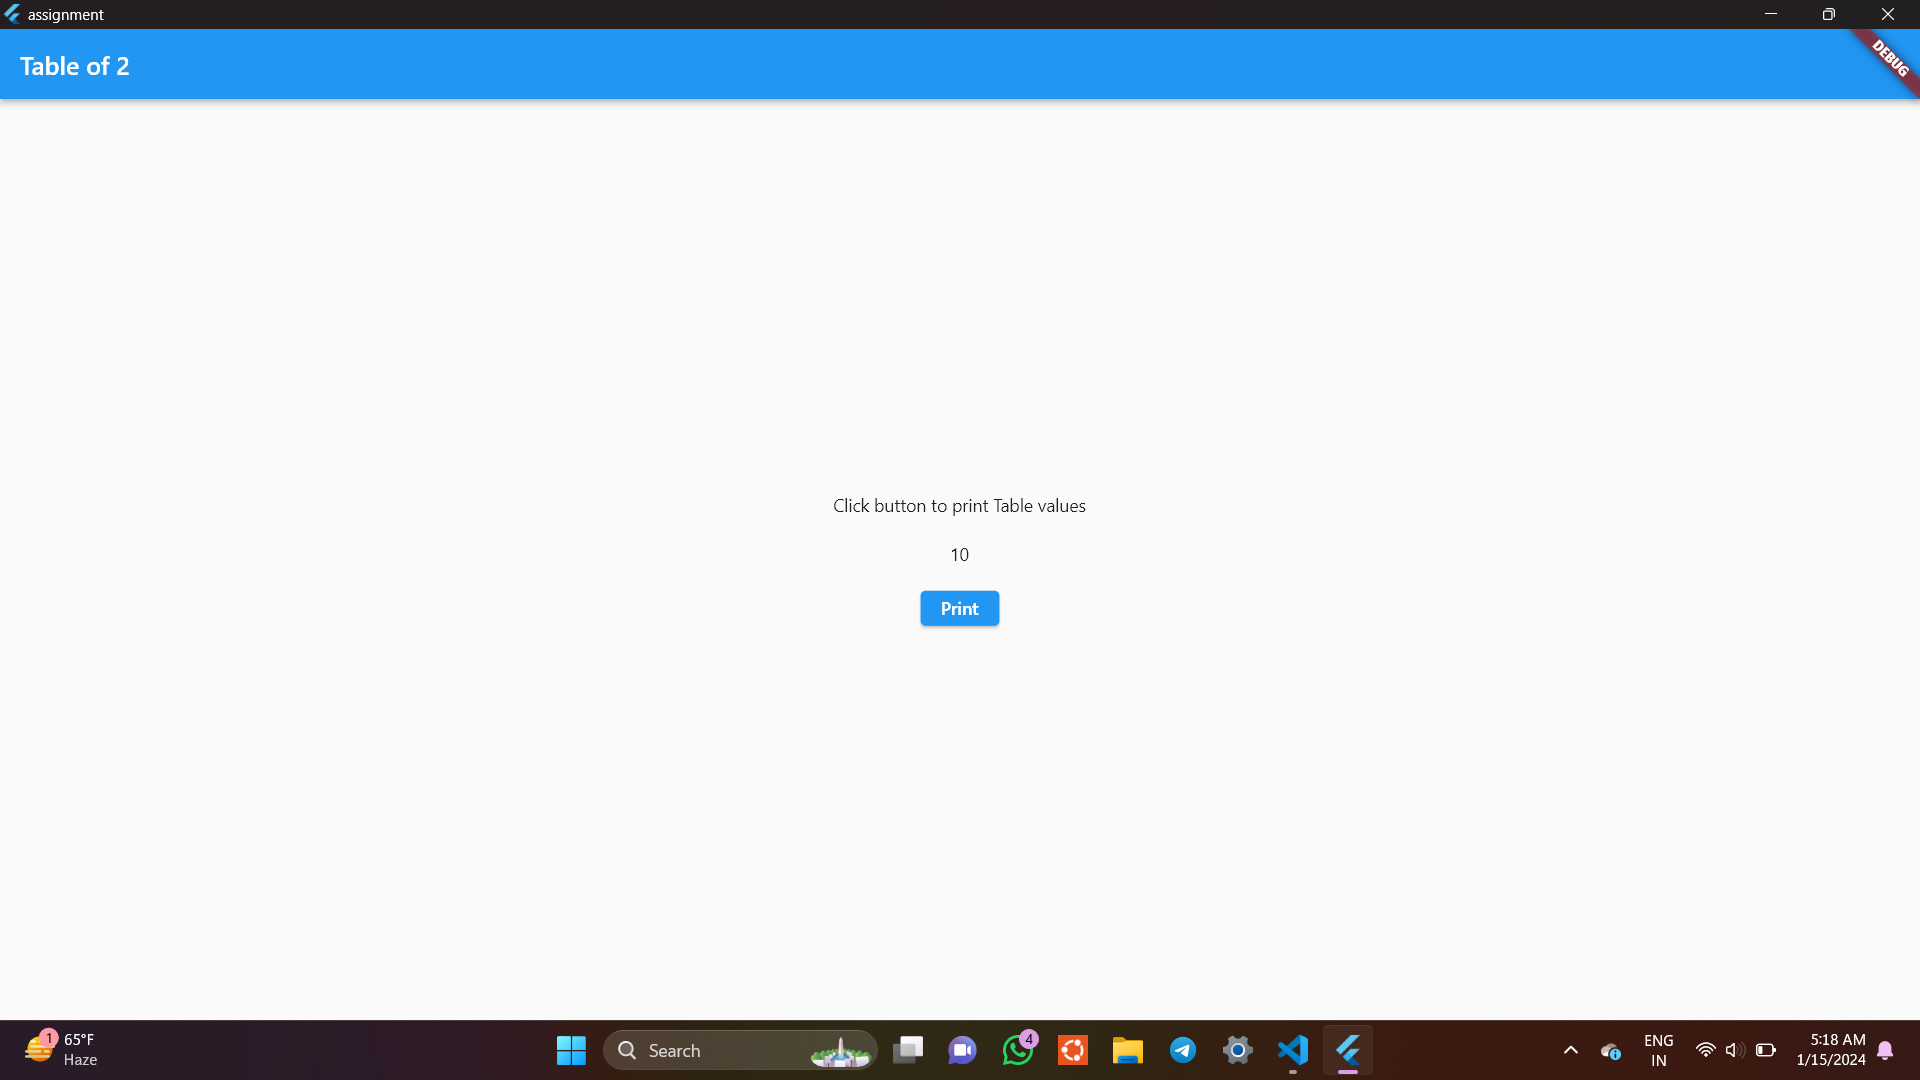 assignment
Table of 2
DEBUG
Click button to print Table values
10
Print
1
65°F
Haze
Search
4
ENG
IN
5:18 AM
1/15/2024